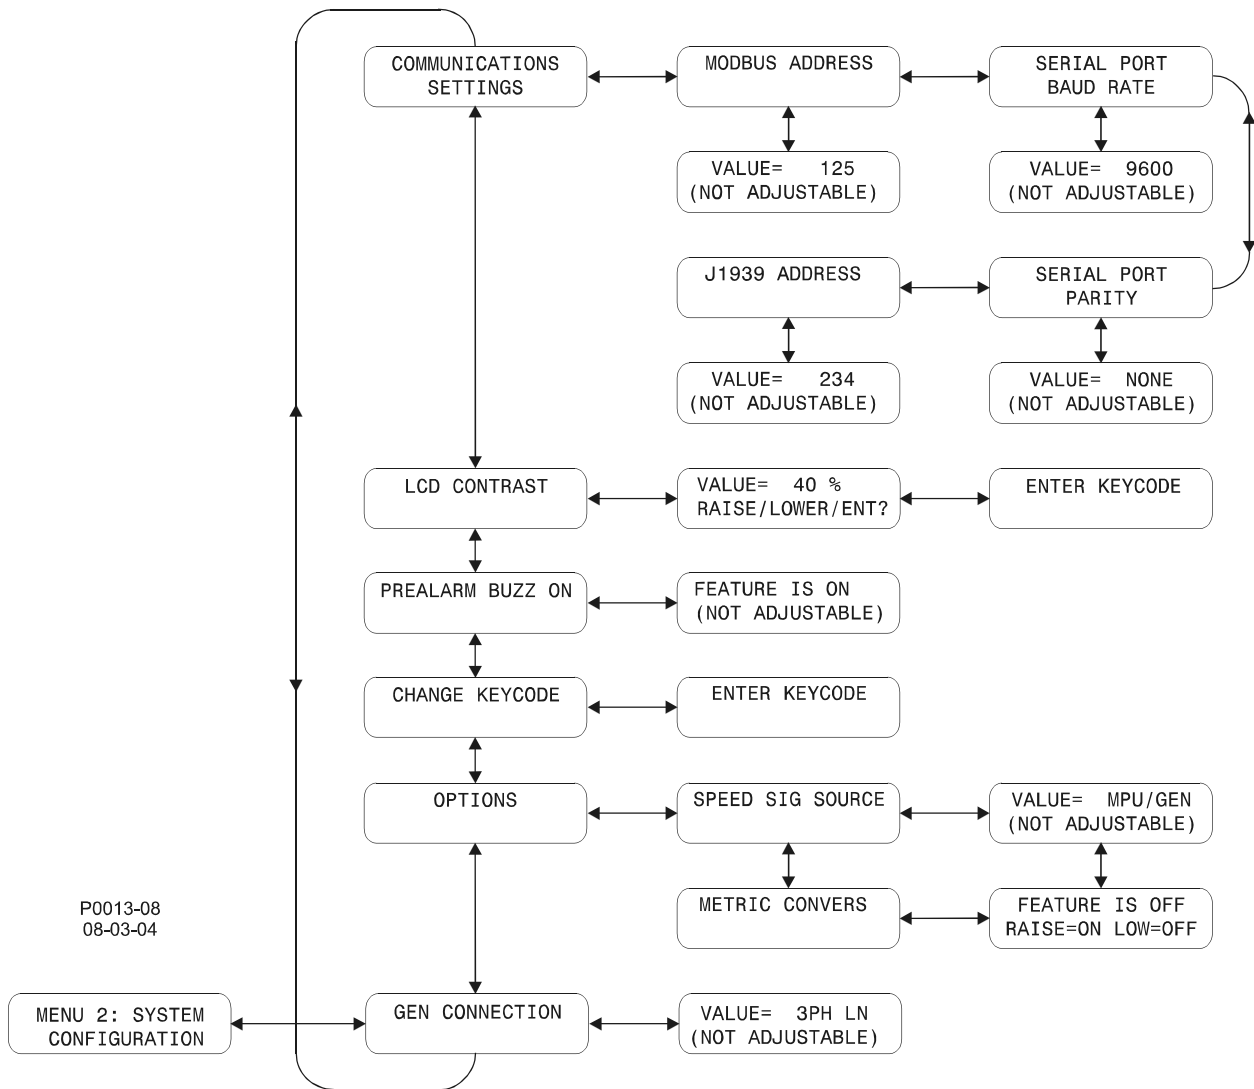 COMMUNICATIONS
SETTINGS
MODBUS ADDRESS
SERIAL PORT
BAUD RATE
VALUE= 125
(NOT ADJUSTABLE)
VALUE= 9600
(NOT ADJUSTABLE)
J1939 ADDRESS
SERIAL PORT
PARITY
VALUE= 234
(NOT ADJUSTABLE)
VALUE= NONE
(NOT ADJUSTABLE)
LCD CONTRAST
VALUE= 40 %
RAISE/LOWER/ENT?
ENTER KEYCODE
PREALARM BUZZ ON
FEATURE IS ON
(NOT ADJUSTABLE)
CHANGE KEYCODE
ENTER KEYCODE
OPTIONS
SPEED SIG SOURCE
VALUE= MPU/GEN
(NOT ADJUSTABLE)
METRIC CONVERS
FEATURE IS OFF
RAISE=ON LOW=OFF
P0013-08
08-03-04
MENU 2: SYSTEM
CONFIGURATION
GEN CONNECTION
VALUE= 3PH LN
(NOT ADJUSTABLE)